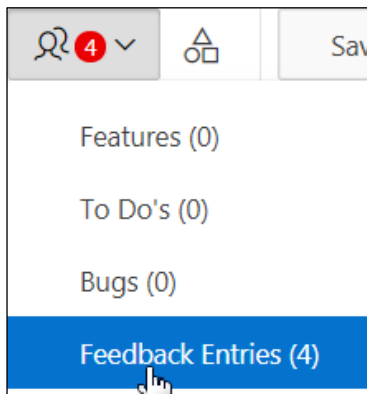 4
Sav
Features (0)
To Do's (0)
Bugs (0)
Feedback Entries (4)